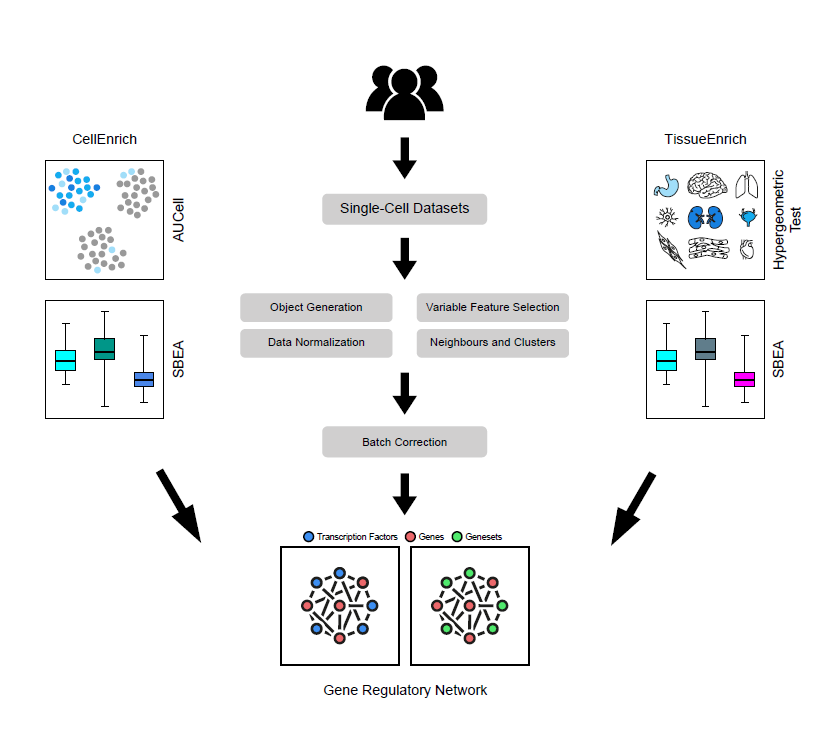 CellEnrich
TissueEnrich
AUCell
Hypergeometric
Test
Single-Cell Datasets
Object Generation
Variable Feature Selection
Data Normalization
Neighbours and Clusters
SBEA
SBEA
Batch Correction
Transcription Factors
Genes
Genesets
Gene Regulatory Network